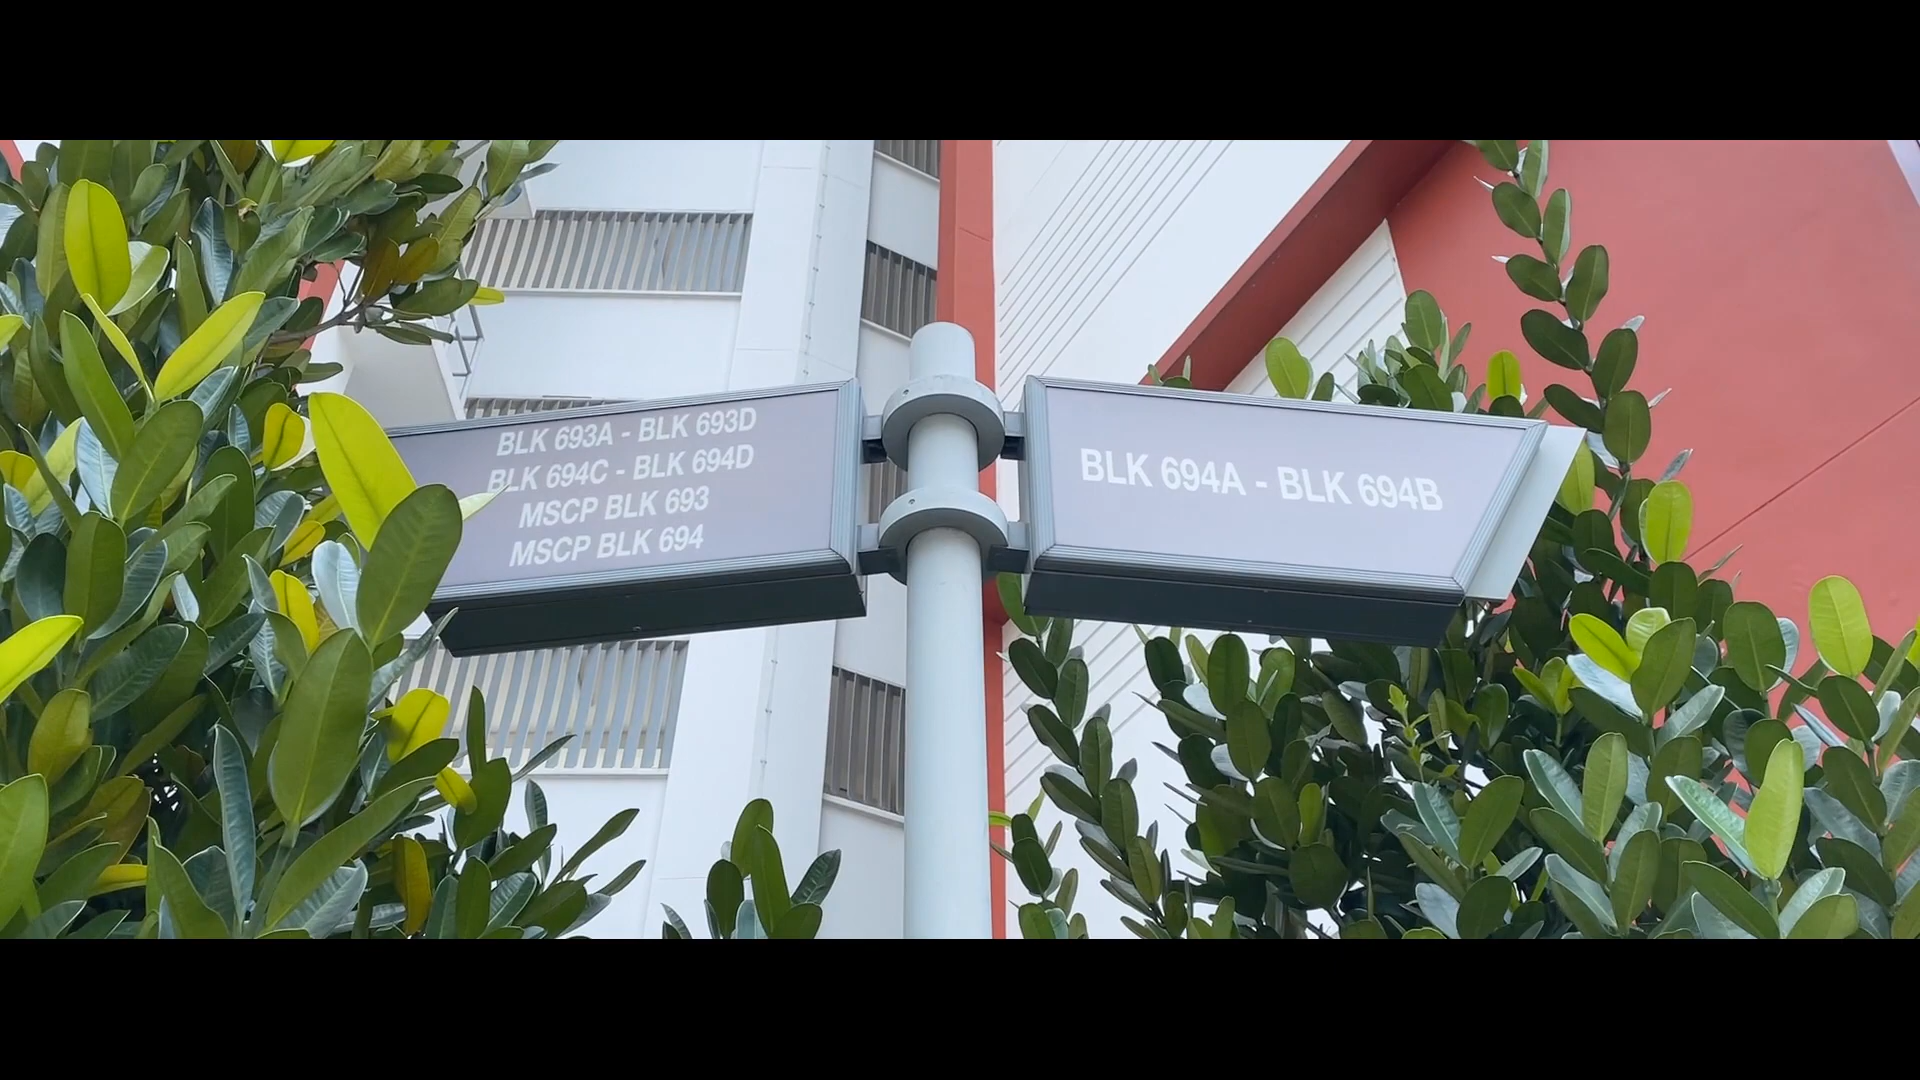 BLK 693A - BLK 693D
BLK 694C - BLK 694D
MSCP BLK 693
MSCP BLK 694
BLK 694A - BLK 694B